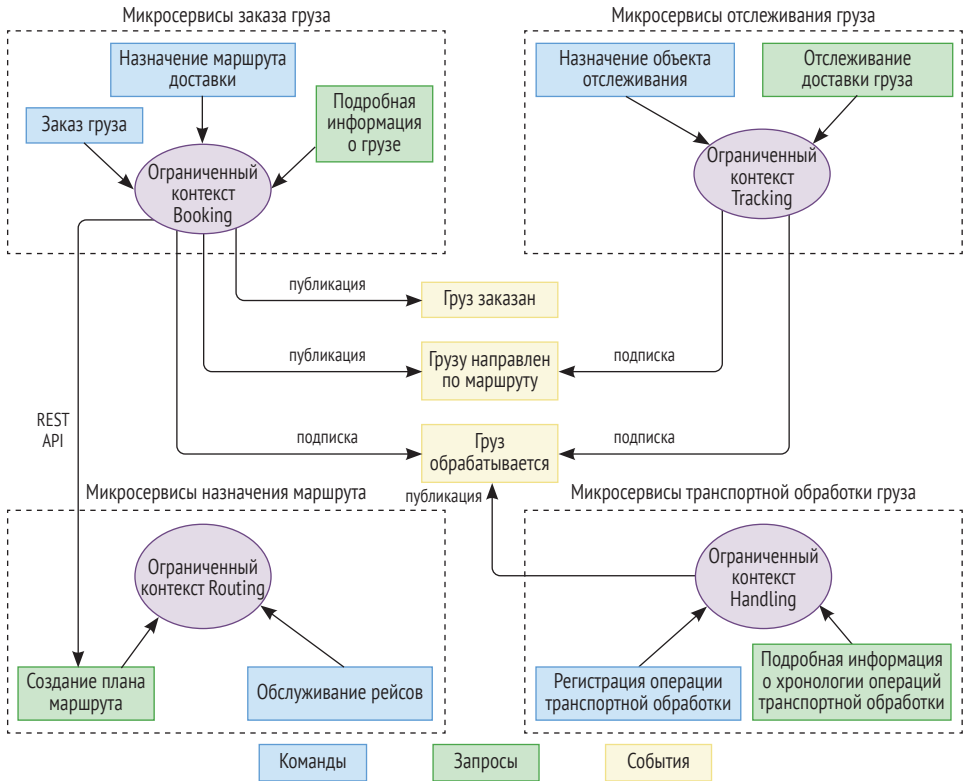 Микросервисы заказа груза
Микросервисы отслеживания груза
Назначение маршрута
доставки
Заказ груза
Подробная
информация
о грузе
Ограниченный
контекст
Booking
Назначение объекта
отслеживания
Отслеживание
доставки груза
Ограниченный
контекст
Tracking
публикация
Груз заказан
публикация
Грузу направлен
по маршруту
подписка
REST
API
подписка
Груз
обрабатывается
подписка
публикация
Микросервисы назначения маршрута
Микросервисы транспортной обработки груза
Ограниченный
контекст Routing
Создание плана
маршрута
Обслуживание рейсов
Ограниченный
контекст
Handling
Регистрация операции
транспортной обработки
Подробная информация
о хронологии операций
транспортной обработки
Команды
Запросы
События